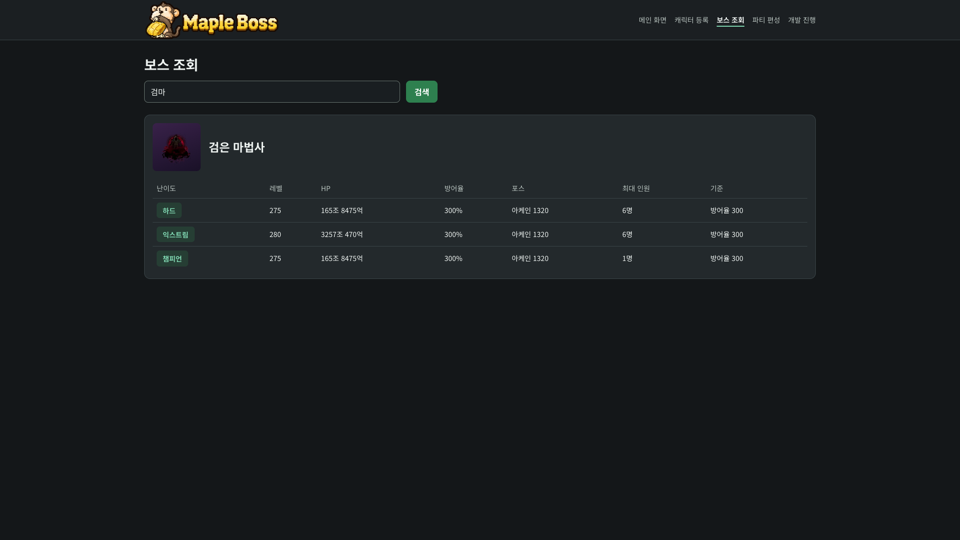 Maple Boss
메인 화면 캐릭터 등록 보스 조회 파티 편성 개발 진행
보스 조회
검마
검색
검은 마법사
난이도 레벨 HP 방어율 포스 최대 인원 기준
하드 275 165조 8475억 300% 아케인 1320 6명 방어율 300
익스트림 280 3257조 470억 300% 아케인 1320 6명 방어율 300
챔피언 275 165조 8475억 300% 아케인 1320 1명 방어율 300